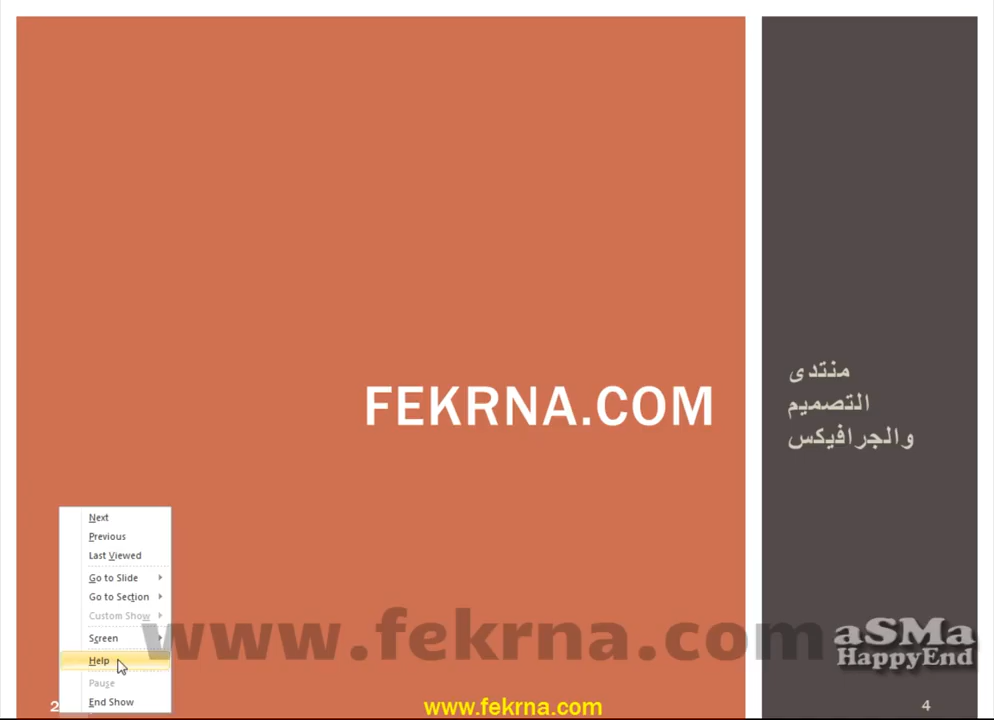 FEKRNA.COM
منتدى
التصميم
والجرافيكس
Next
Previous
Last Viewed
Go to Slide
Go to Section
Custom Show
Screen
Help
Pause
End Show
www.fekrna.com
aSMa
HappyEnd
2
www.fekrna.com
4